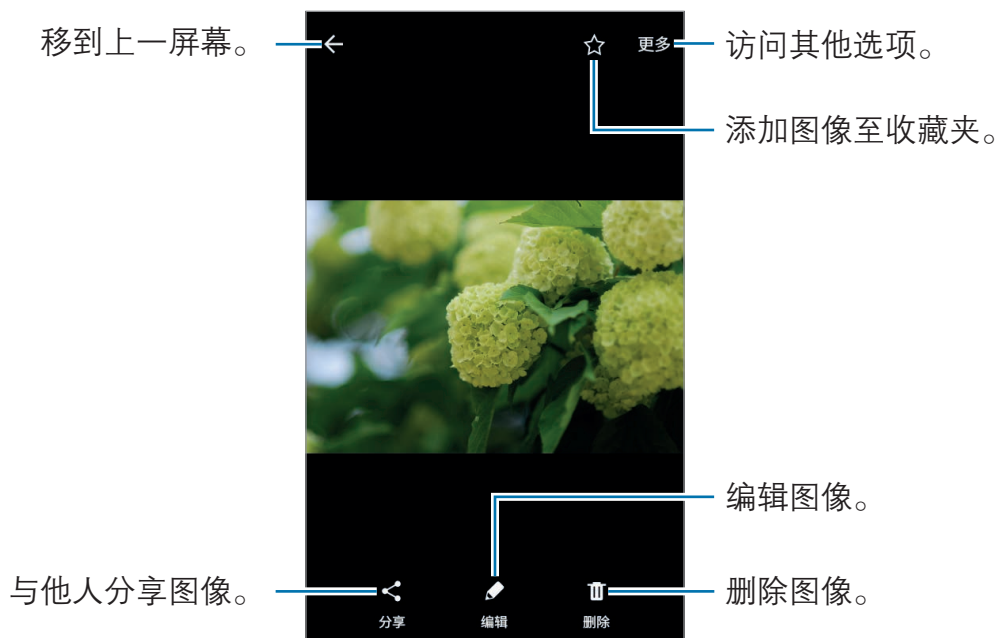 移到上一屏幕。
更多
访问其他选项。
添加图像至收藏夹。
编辑图像。
与他人分享图像。
删除图像。
分享
编辑
删除